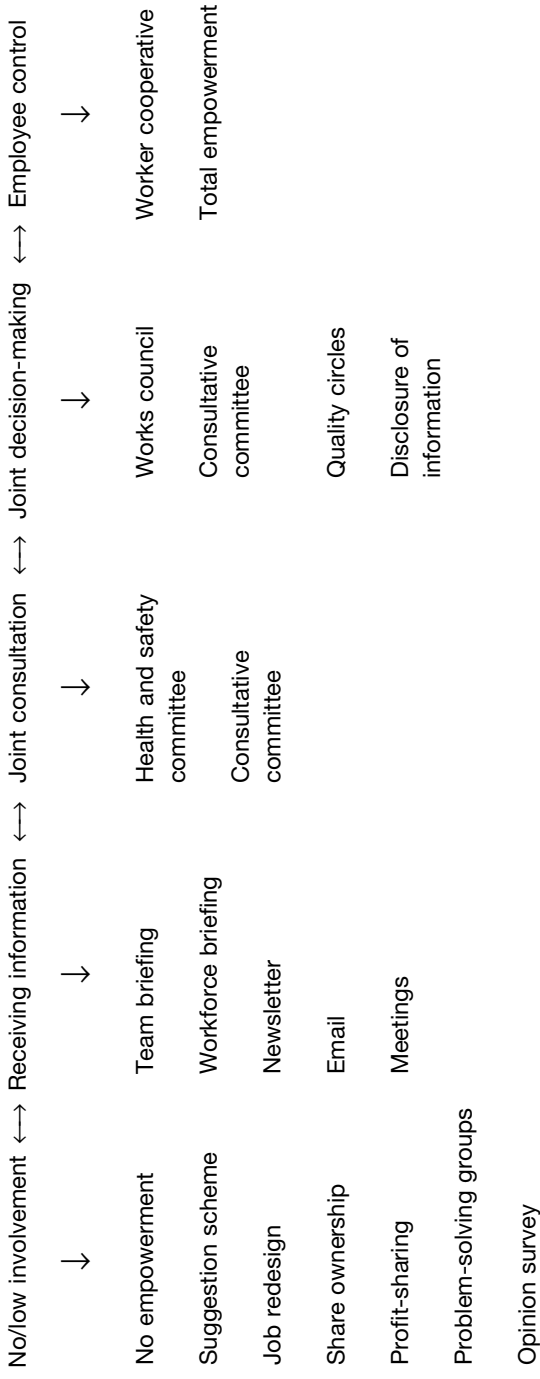 No/low involvement ←→ Receiving information ←→ Joint consultation ←→ Joint decision-making ←→ Employee control
↓ ↓ ↓ ↓ ↓
No empowerment
Suggestion scheme
Job redesign
Share ownership
Profit-sharing
Problem-solving groups
Opinion survey
Team briefing
Workforce briefing
Newsletter
Email
Meetings
Health and safety
committee
Consultative
committee
Works council
Consultative
committee
Quality circles
Disclosure of
information
Worker cooperative
Total empowerment